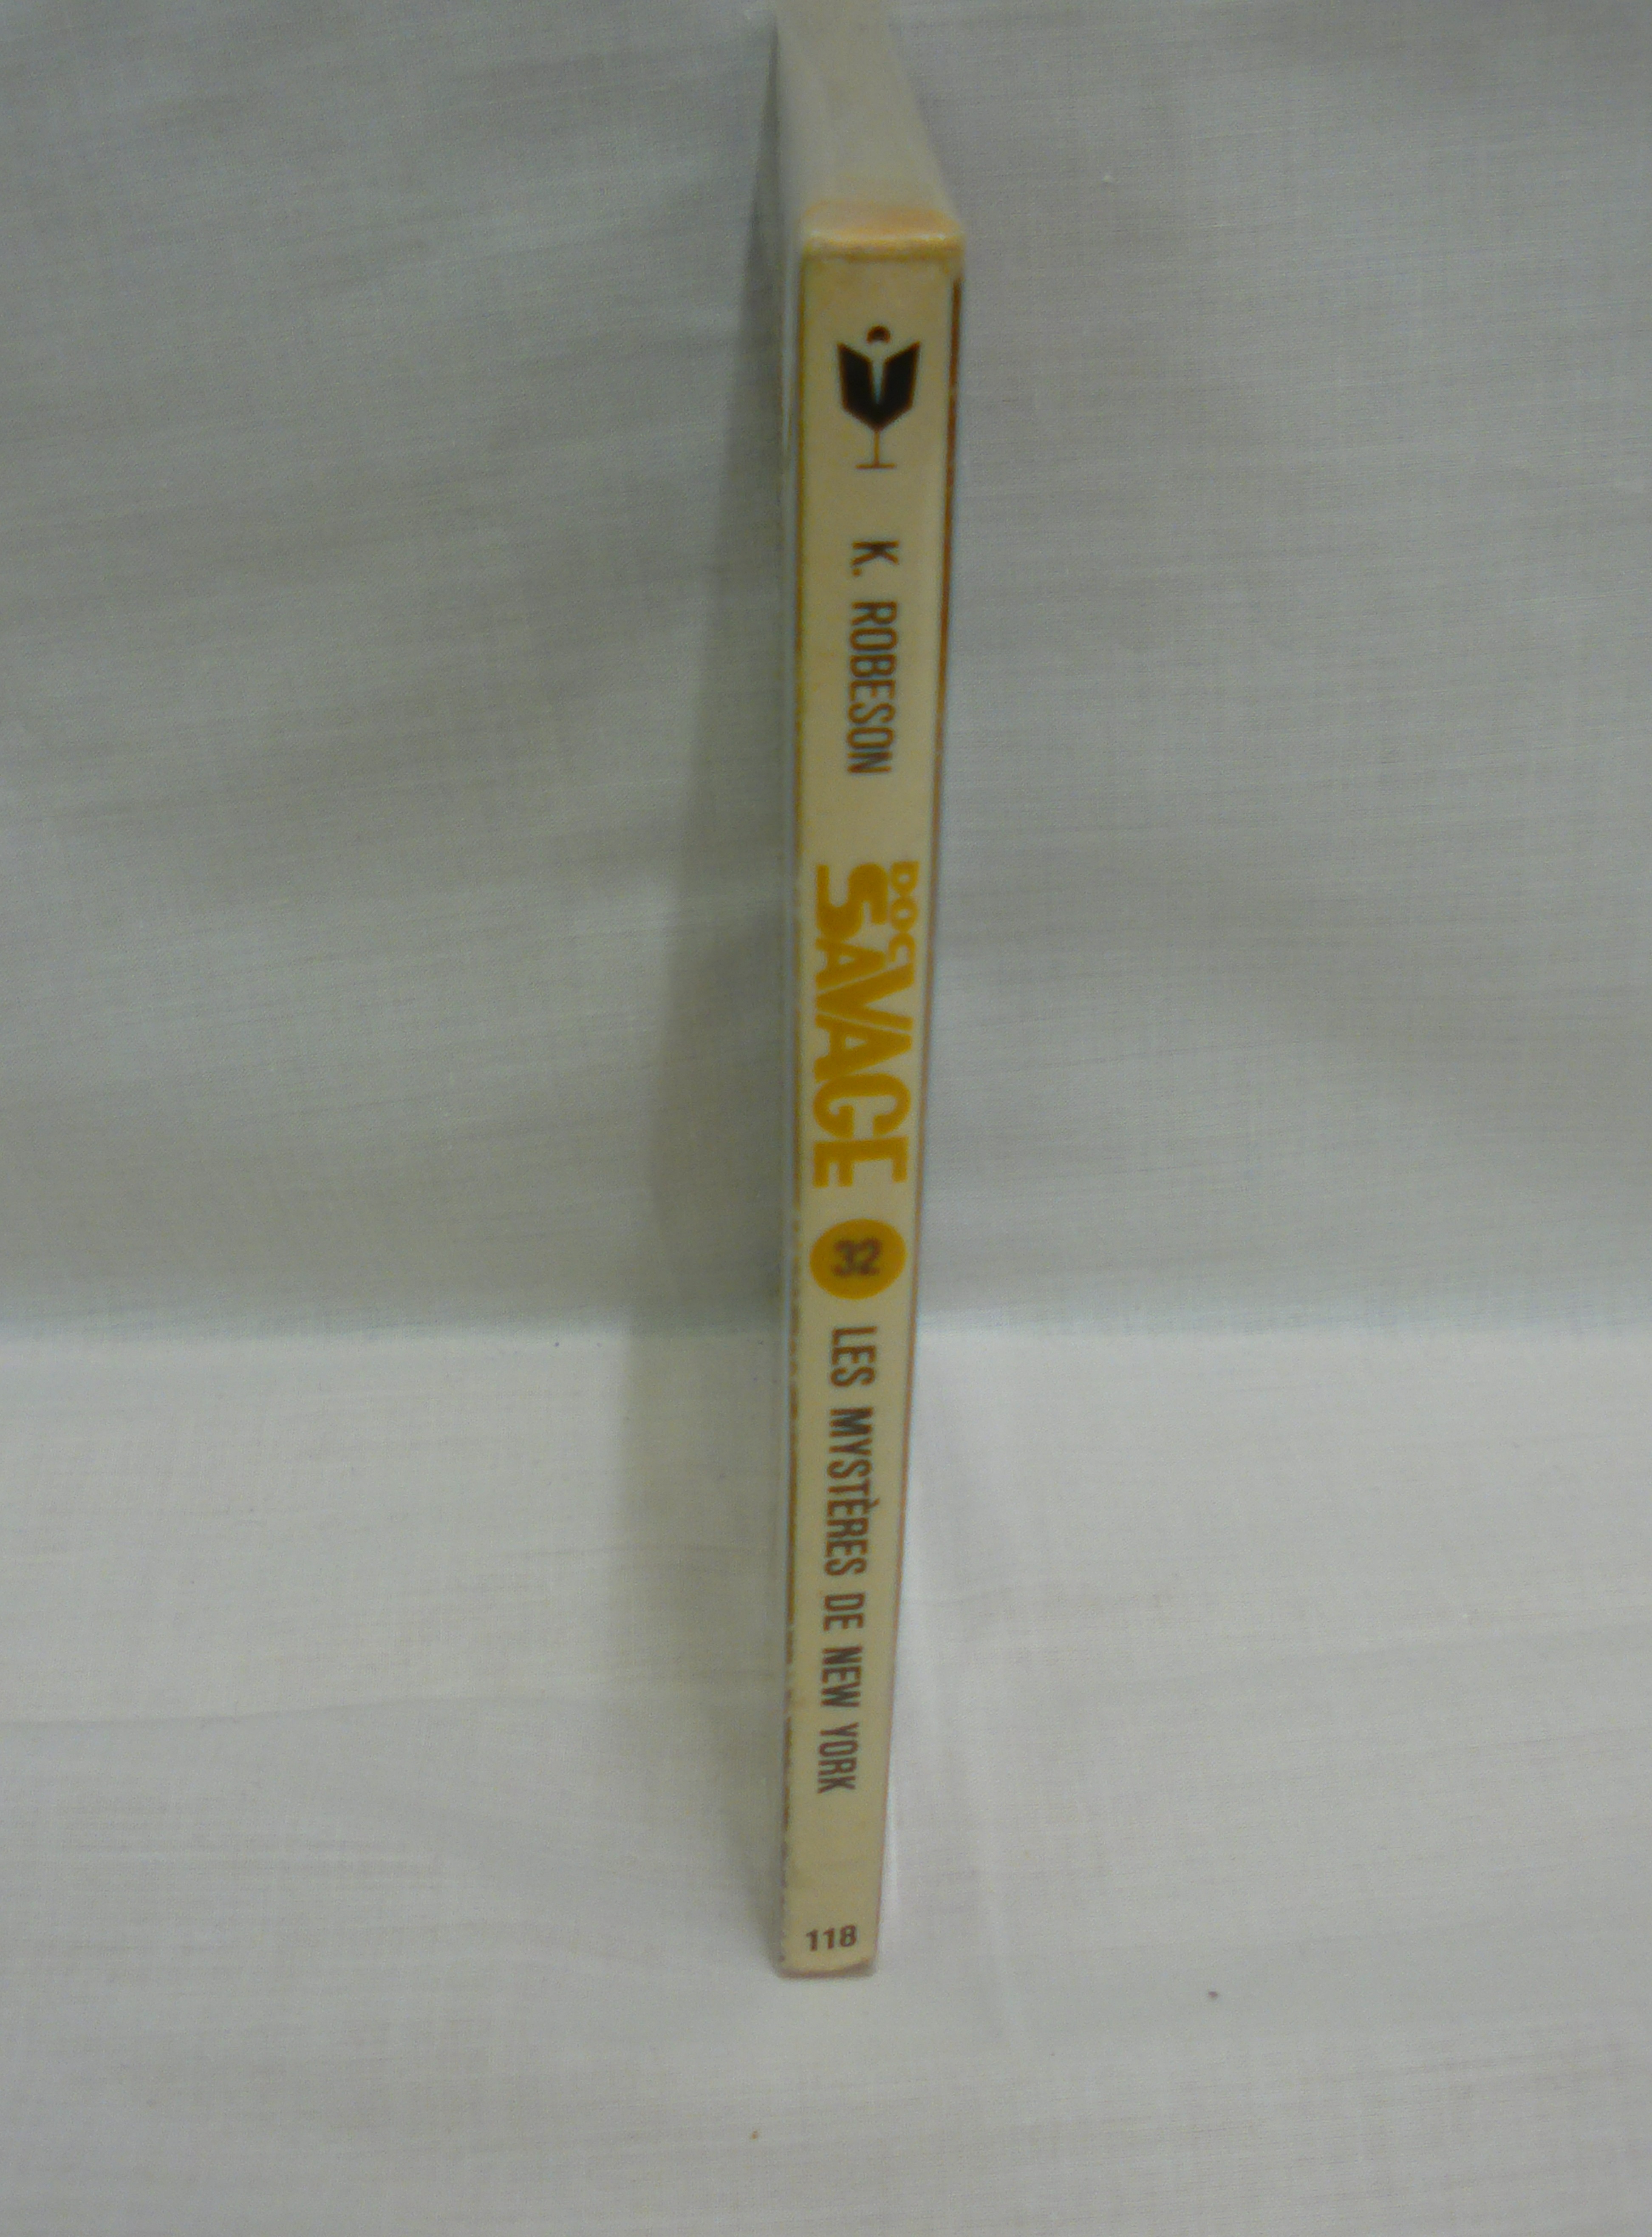 K. ROBESON
DOC
SAVAGE
32
LES MYSTÈRES DE NEW YORK
118